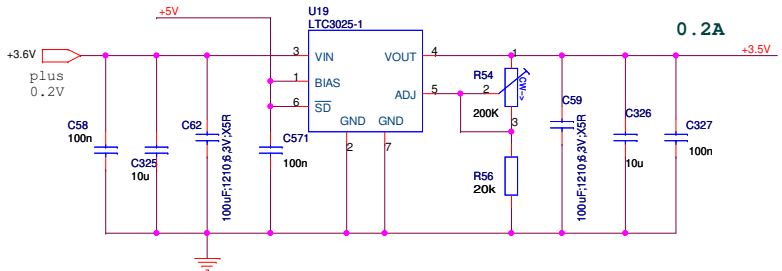 U19
LTC3025-1
+5V
0.2A
+3.6V
plus
0.2V
3
VIN
VOUT
4
1
+3.5V
1
BIAS
R54
CW->
ADJ
5
2
200K
6
SD
3
GND
GND
2
7
C58
100n
C325
10u
C62
100uF;1210;6.3V;X5R
C571
100n
R56
20k
C59
100uF;1210;6.3V;X5R
C326
10u
C327
100n